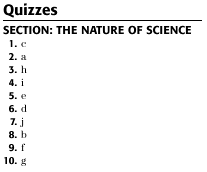 Quizzes
SECTION: THE NATURE OF SCIENCE
1. c
2. a
3. h
4. i
5. e
6. d
7. j
8. b
9. f
10. g